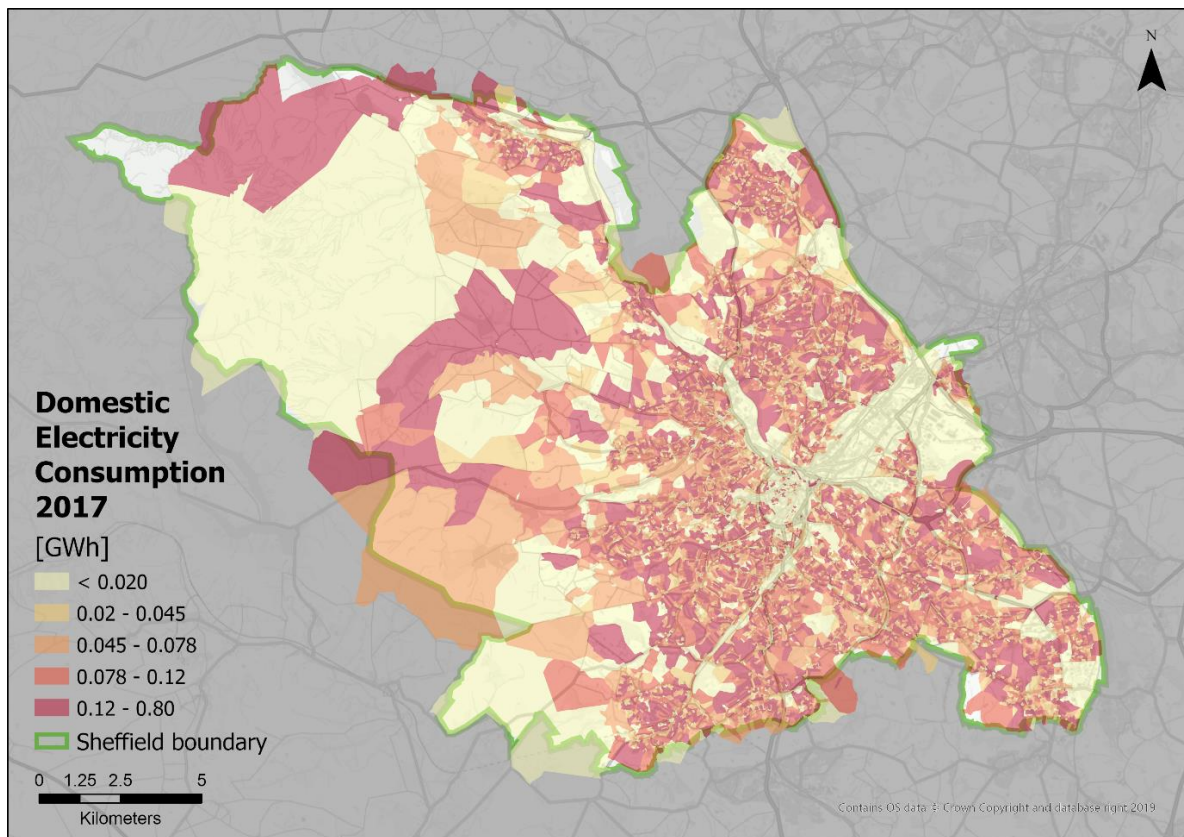 N
Domestic
Electricity
Consumption
2017
[GWh]
< 0.020
0.02 - 0.045
0.045 - 0.078
0.078 - 0.12
0.12 - 0.80
Sheffield boundary
0 1.25 2.5 5
Kilometers
Contains OS data © Crown Copyright and database right 2019